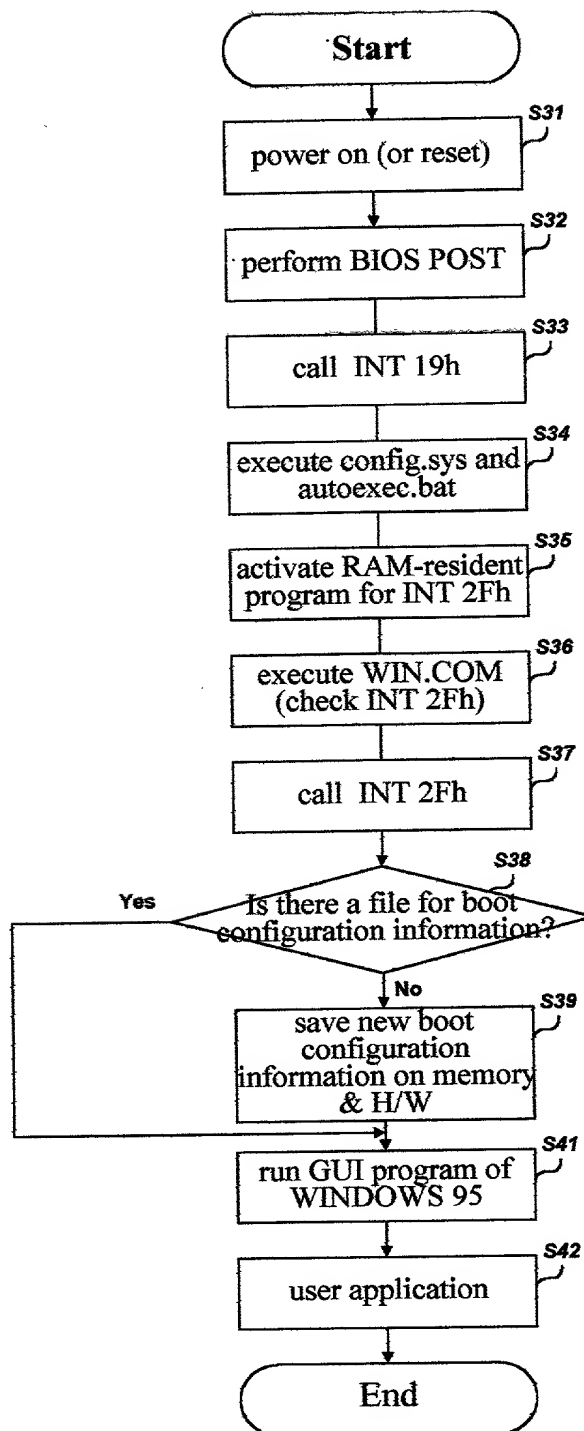 Start
S31
power on (or reset)
S32
perform BIOS POST
S33
call INT 19h
S34
execute config.sys and
autoexec.bat
S35
activate RAM-resident
program for INT 2Fh
S36
execute WIN.COM
(check INT 2Fh)
S37
call INT 2Fh
S38
Yes
Is there a file for boot
configuration information?
No
S39
save new boot
configuration
information on memory
& H/W
S41
run GUI program of
WINDOWS 95
S42
user application
End